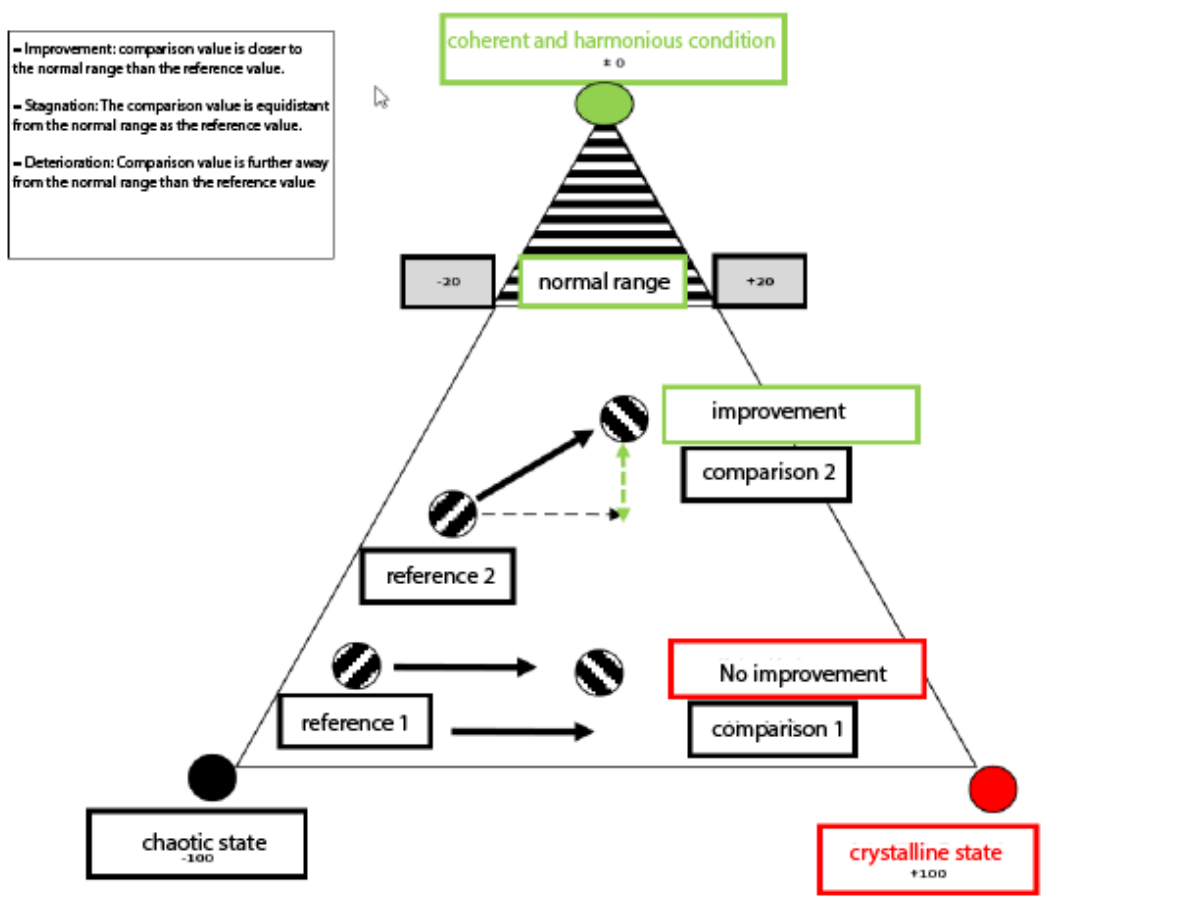 – Improvement: comparison value is closer to
the normal range than the reference value.
– Stagnation: The comparison value is equidistant
from the normal range as the reference value.
– Deterioration: Comparison value is further away
from the normal range than the reference value
coherent and harmonious condition
± 0
-20
normal range
+20
improvement
comparison 2
reference 2
No improvement
reference 1
comparison 1
chaotic state
-100
crystalline state
+100